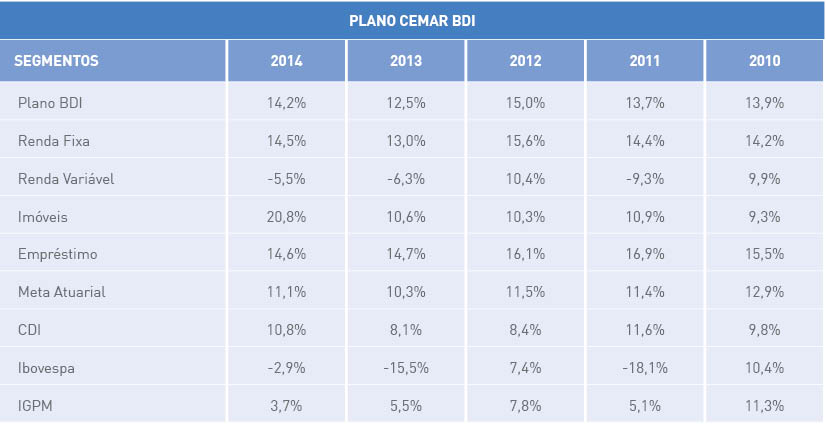 PLANO CEMAR BDI
SEGMENTOS 2014 2013 2012 2011 2010
Plano BDI 14,2% 12,5% 15,0% 13,7% 13,9%
Renda Fixa 14,5% 13,0% 15,6% 14,4% 14,2%
Renda Variável -5,5% -6,3% 10,4% -9,3% 9,9%
Imóveis 20,8% 10,6% 10,3% 10,9% 9,3%
Empréstimo 14,6% 14,7% 16,1% 16,9% 15,5%
Meta Atuarial 11,1% 10,3% 11,5% 11,4% 12,9%
CDI 10,8% 8,1% 8,4% 11,6% 9,8%
Ibovespa -2,9% -15,5% 7,4% -18,1% 10,4%
IGPM 3,7% 5,5% 7,8% 5,1% 11,3%